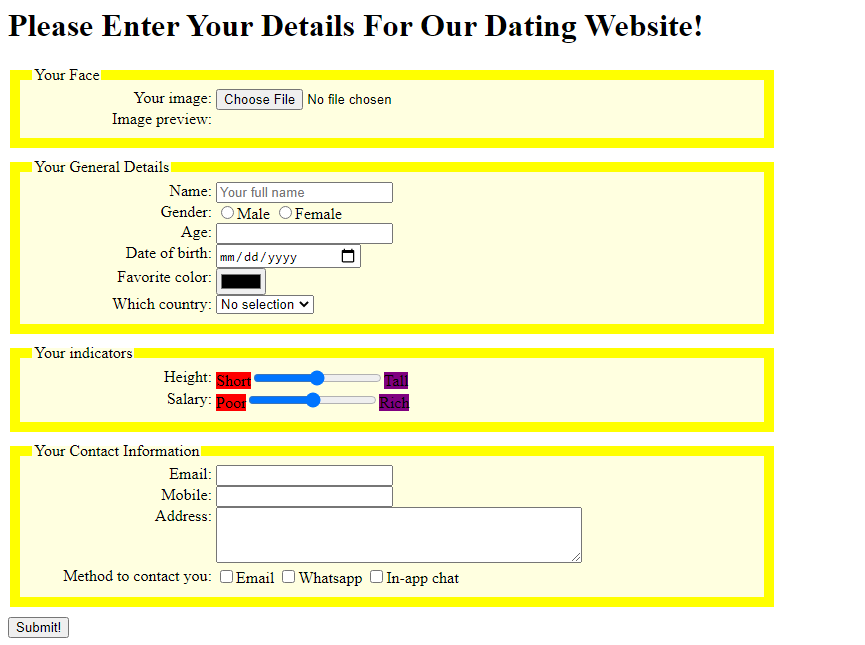 Please Enter Your Details For Our Dating Website!
Your Face
Your image: Choose File No file chosen
Image preview:
Your General Details
Name: Your full name
Gender: Male Female
Age:
Date of birth: mm/dd/yyyy
Favorite color:
Which country: No selection
Your indicators
Height: Short Tall
Salary: Poor Rich
Your Contact Information
Email:
Mobile:
Address:
Method to contact you: Email Whatsapp In-app chat
Submit!